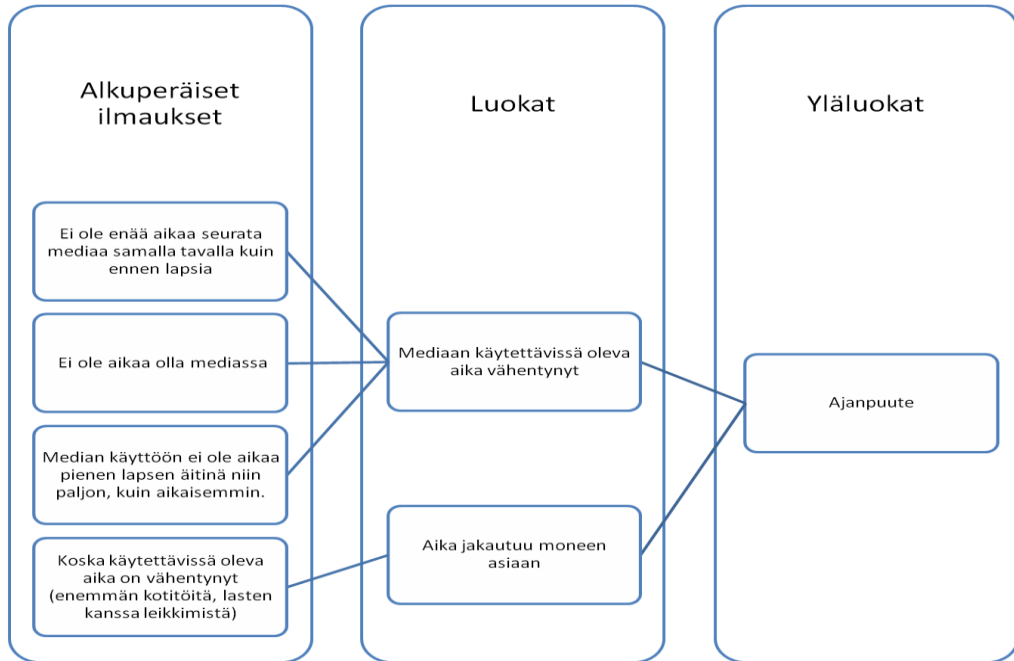 Alkuperäiset
ilmaukset
Ei ole enää aikaa seurata
mediaa samalla tavalla kuin
ennen lapsia
Ei ole aikaa olla mediassa
Median käyttöön ei ole aikaa
pienen lapsen äitinä niin
paljon, kuin aikaisemmin.
Koska käytettävissä oleva
aika on vähentynyt
(enemmän kotitöitä, lasten
kanssa leikkimistä)
Luokat
Mediaan käytettävissä oleva
aika vähentynyt
Aika jakautuu moneen
asiaan
Yläluokat
Ajanpuute